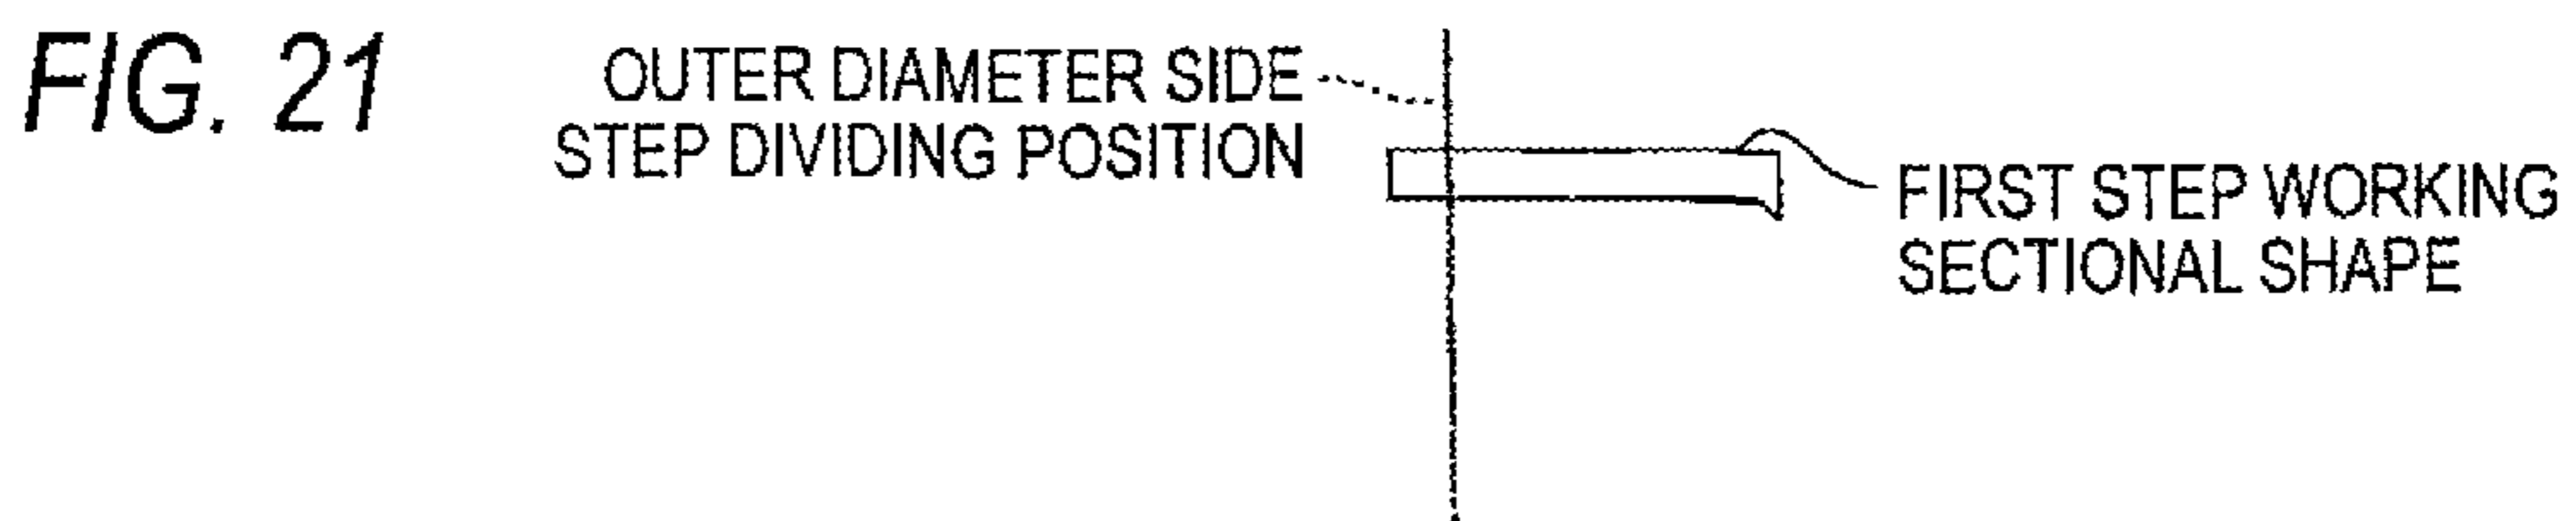 FIG. 21
OUTER DIAMETER SIDE
STEP DIVIDING POSITION
FIRST STEP WORKING
SECTIONAL SHAPE